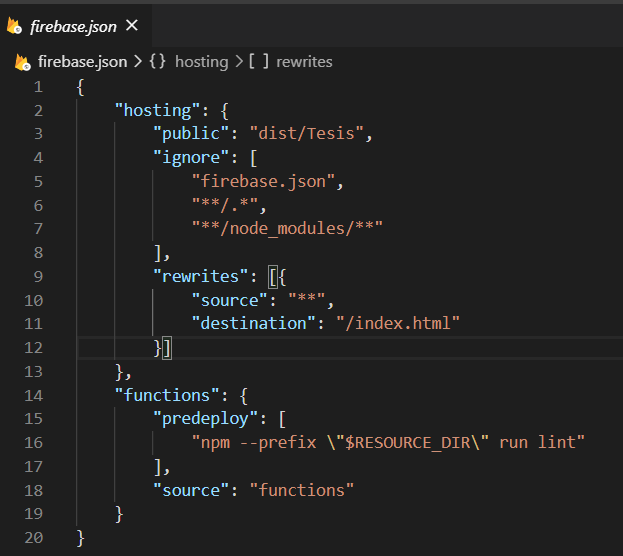 firebase.json
firebase.json > {} hosting > [ ] rewrites
1 {
2     "hosting": {
3         "public": "dist/Tesis",
4         "ignore": [
5             "firebase.json",
6             "**/.*",
7             "**/node_modules/**"
8         ],
9         "rewrites": [{
10             "source": "**",
11             "destination": "/index.html"
12         }]
13     },
14     "functions": {
15         "predeploy": [
16             "npm --prefix \"$RESOURCE_DIR\" run lint"
17         ],
18         "source": "functions"
19     }
20 }